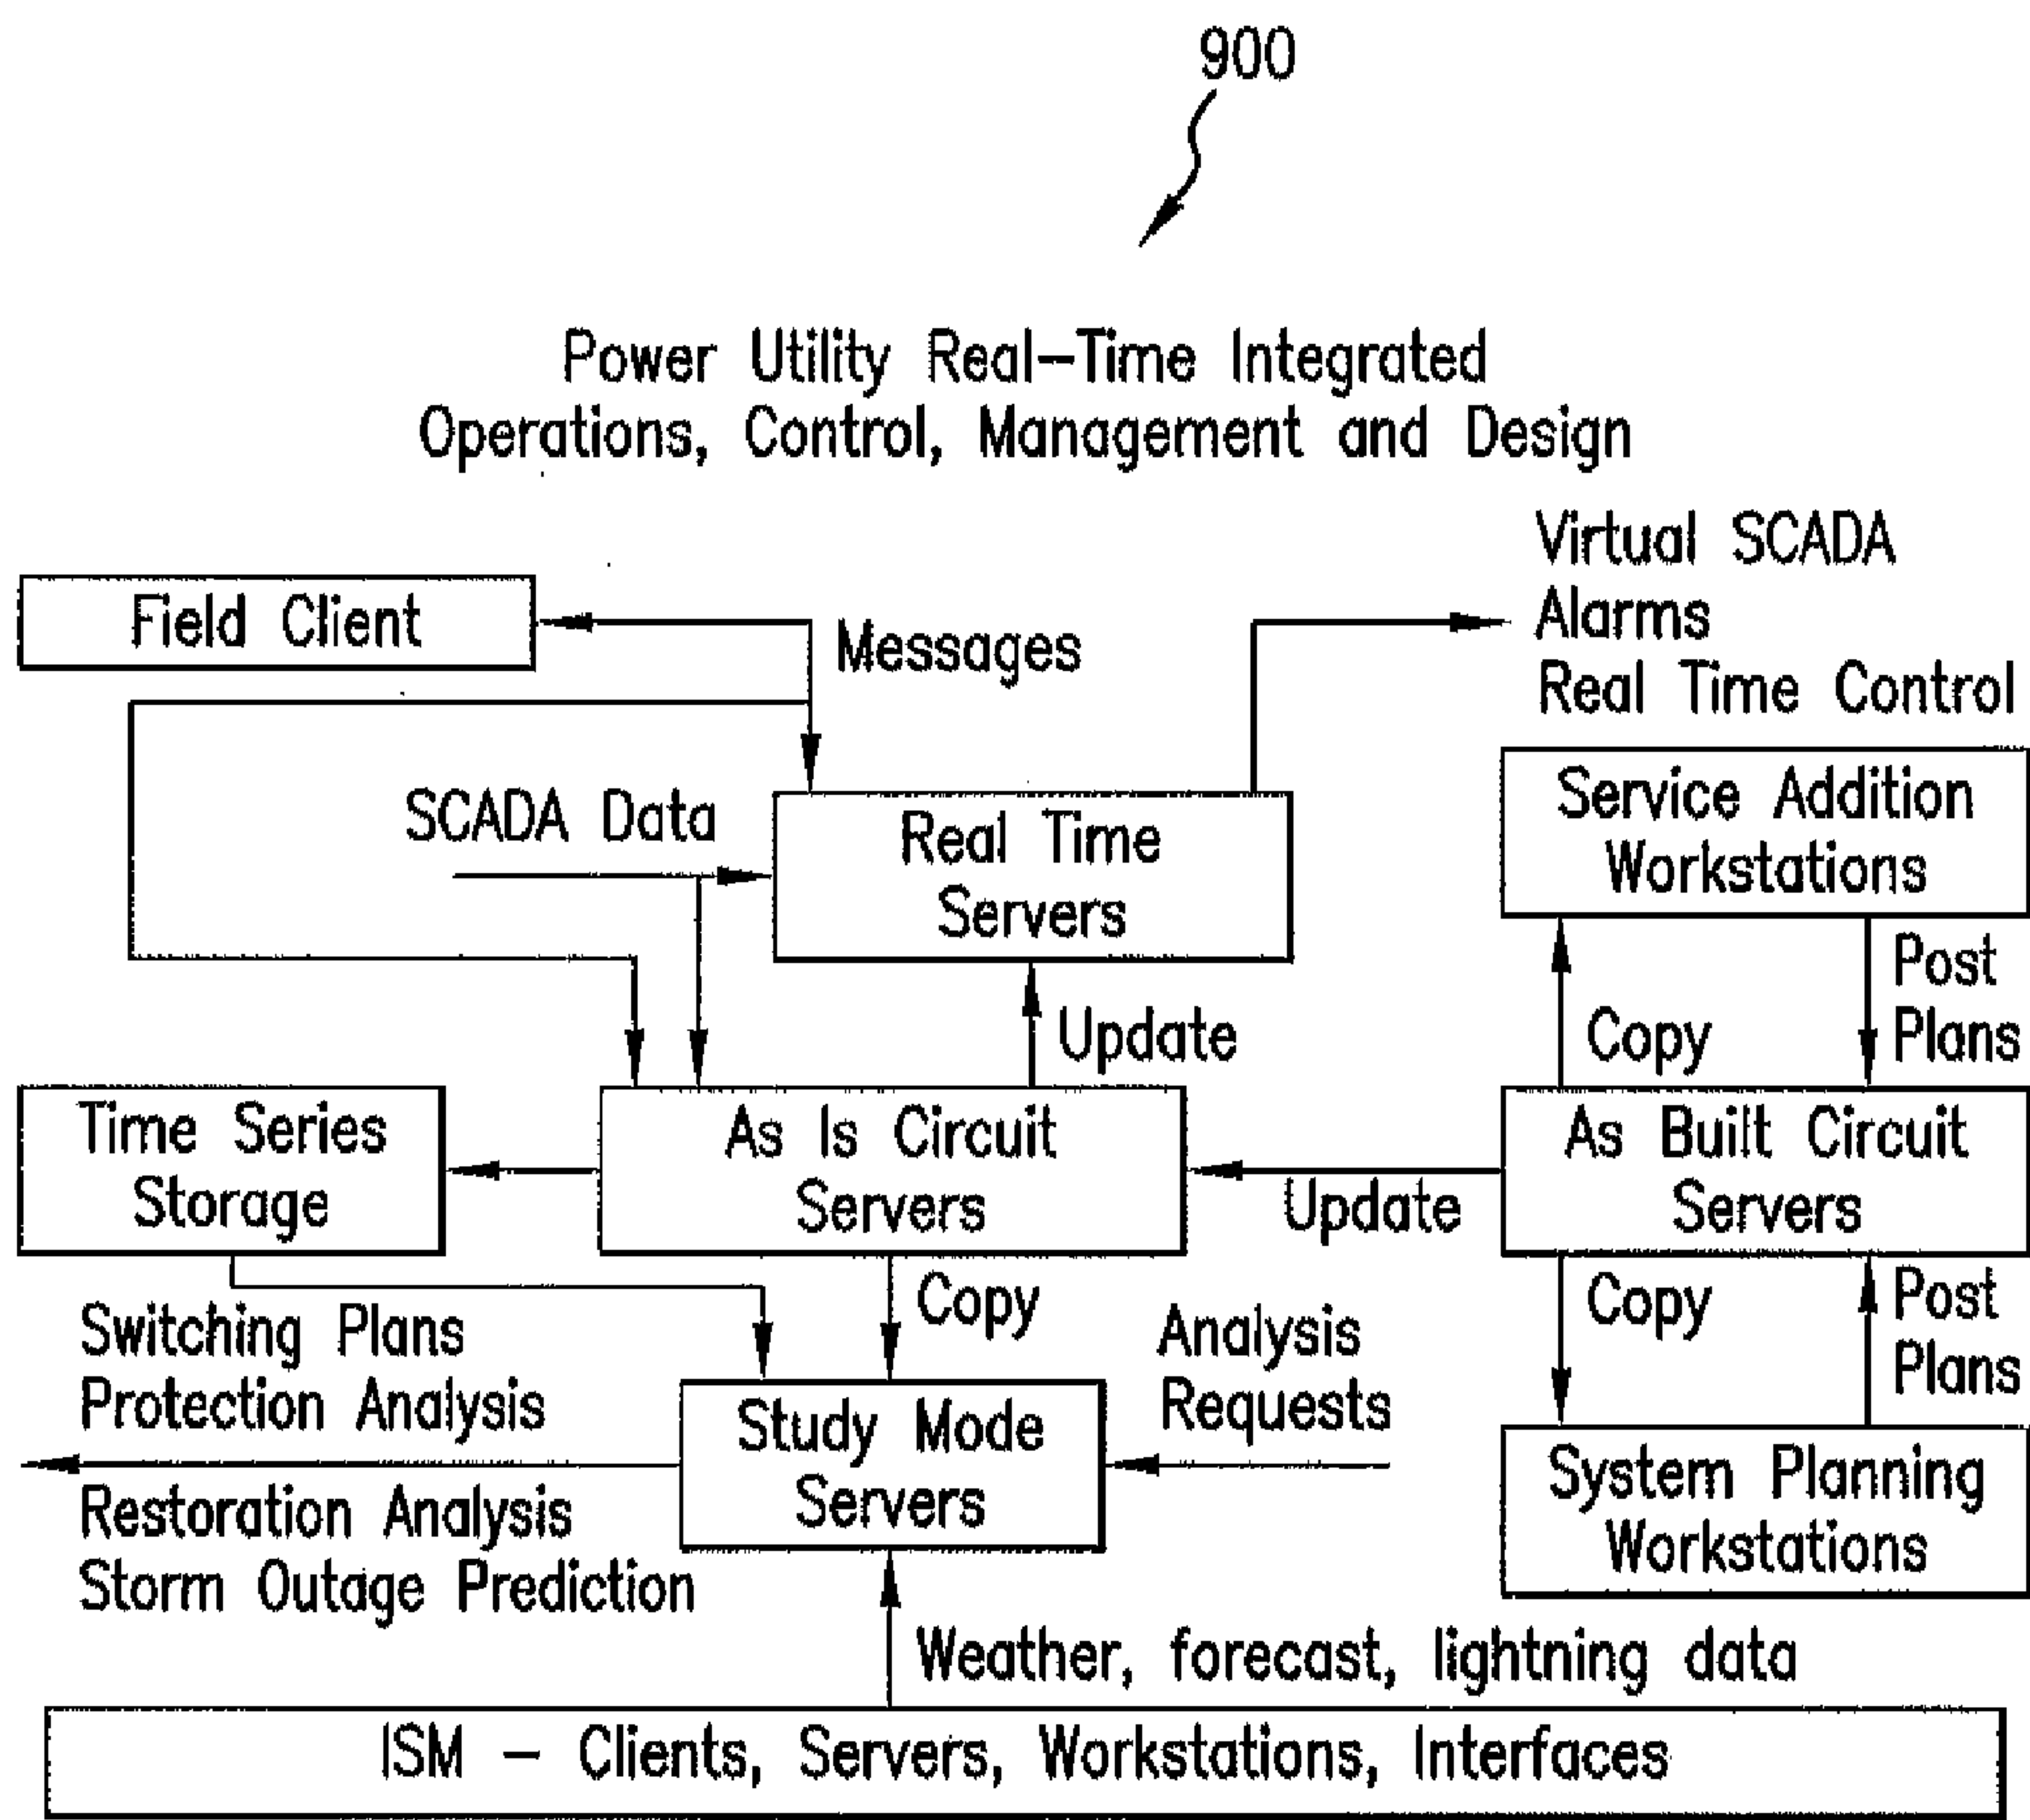 900
Power Utility Real-Time Integrated
Operations, Control, Management and Design
Virtual SCADA
Alarms
Real Time Control
Field Client
Messages
SCADA Data
Real Time
Servers
Service Addition
Workstations
Update
Copy
Post
Plans
Time Series
Storage
As Is Circuit
Servers
Update
As Built Circuit
Servers
Copy
Copy
Post
Plans
Switching Plans
Protection Analysis
Restoration Analysis
Storm Outage Prediction
Study Mode
Servers
Analysis
Requests
System Planning
Workstations
Weather, forecast, lightning data
ISM - Clients, Servers, Workstations, Interfaces